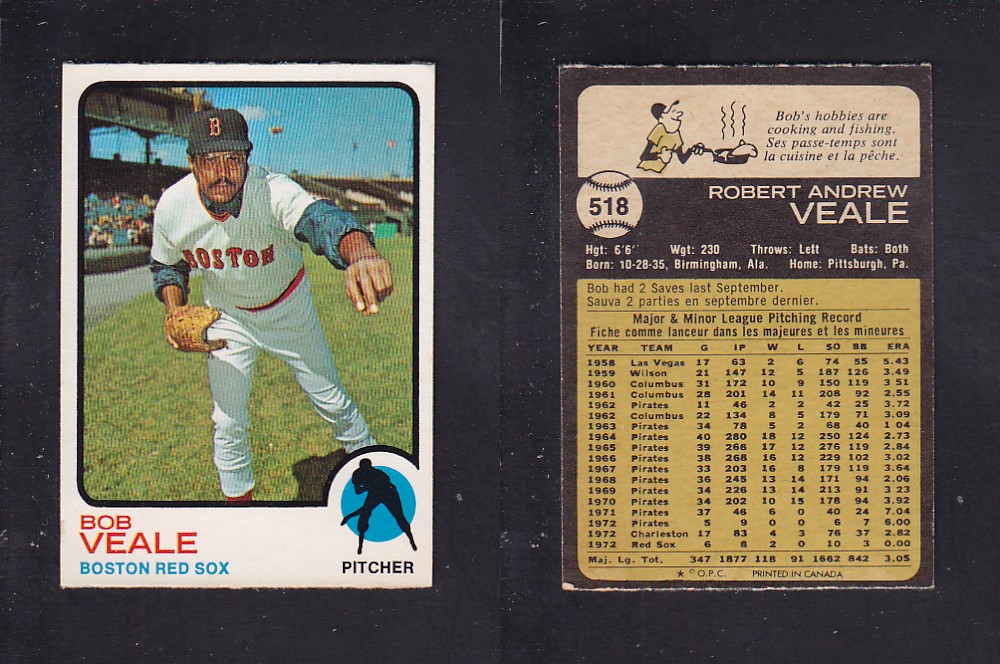 B
BOSTON
BOB
VEALE
BOSTON RED SOX
PITCHER
Bob's hobbies are
cooking and fishing.
Ses passe-temps sont
la cuisine et la pêche.
518
ROBERT ANDREW
VEALE
Hgt: 6'6" Wgt: 230 Throws: Left Bats: Both
Born: 10-28-35, Birmingham, Ala. Home: Pittsburgh, Pa.
Bob had 2 Saves last September.
Sauva 2 parties en septembre dernier.
Major & Minor League Pitching Record
Fiche comme lanceur dans les majeures et les mineures
YEAR TEAM G IP W L SO BB ERA
1958 Las Vegas 17 63 2 6 74 55 5.43
1959 Wilson 21 147 12 5 187 126 3.49
1960 Columbus 31 172 10 9 150 119 3 51
1961 Columbus 28 201 14 11 208 92 2.55
1962 Pirates 11 46 2 2 42 25 3.72
1962 Columbus 22 134 8 5 179 71 3.09
1963 Pirates 34 78 5 2 68 40 1 04
1964 Pirates 40 280 18 12 250 124 2.73
1965 Pirates 39 266 17 12 276 119 2.84
1966 Pirates 38 268 16 12 229 102 3.02
1967 Pirates 33 203 16 8 179 119 3.64
1968 Pirates 36 245 13 14 171 94 2.06
1969 Pirates 34 226 13 14 213 91 3 23
1970 Pirates 34 202 10 15 178 94 3.92
1971 Pirates 37 46 6 0 40 24 7.04
1972 Pirates 5 9 0 0 6 7 6.00
1972 Charleston 17 83 4 3 76 37 2.82
1972 Red Sox 6 8 2 0 10 3 0.00
Maj. Lg. Tot. 347 1877 118 91 1662 842 3.05
★ © O.P.C. PRINTED IN CANADA